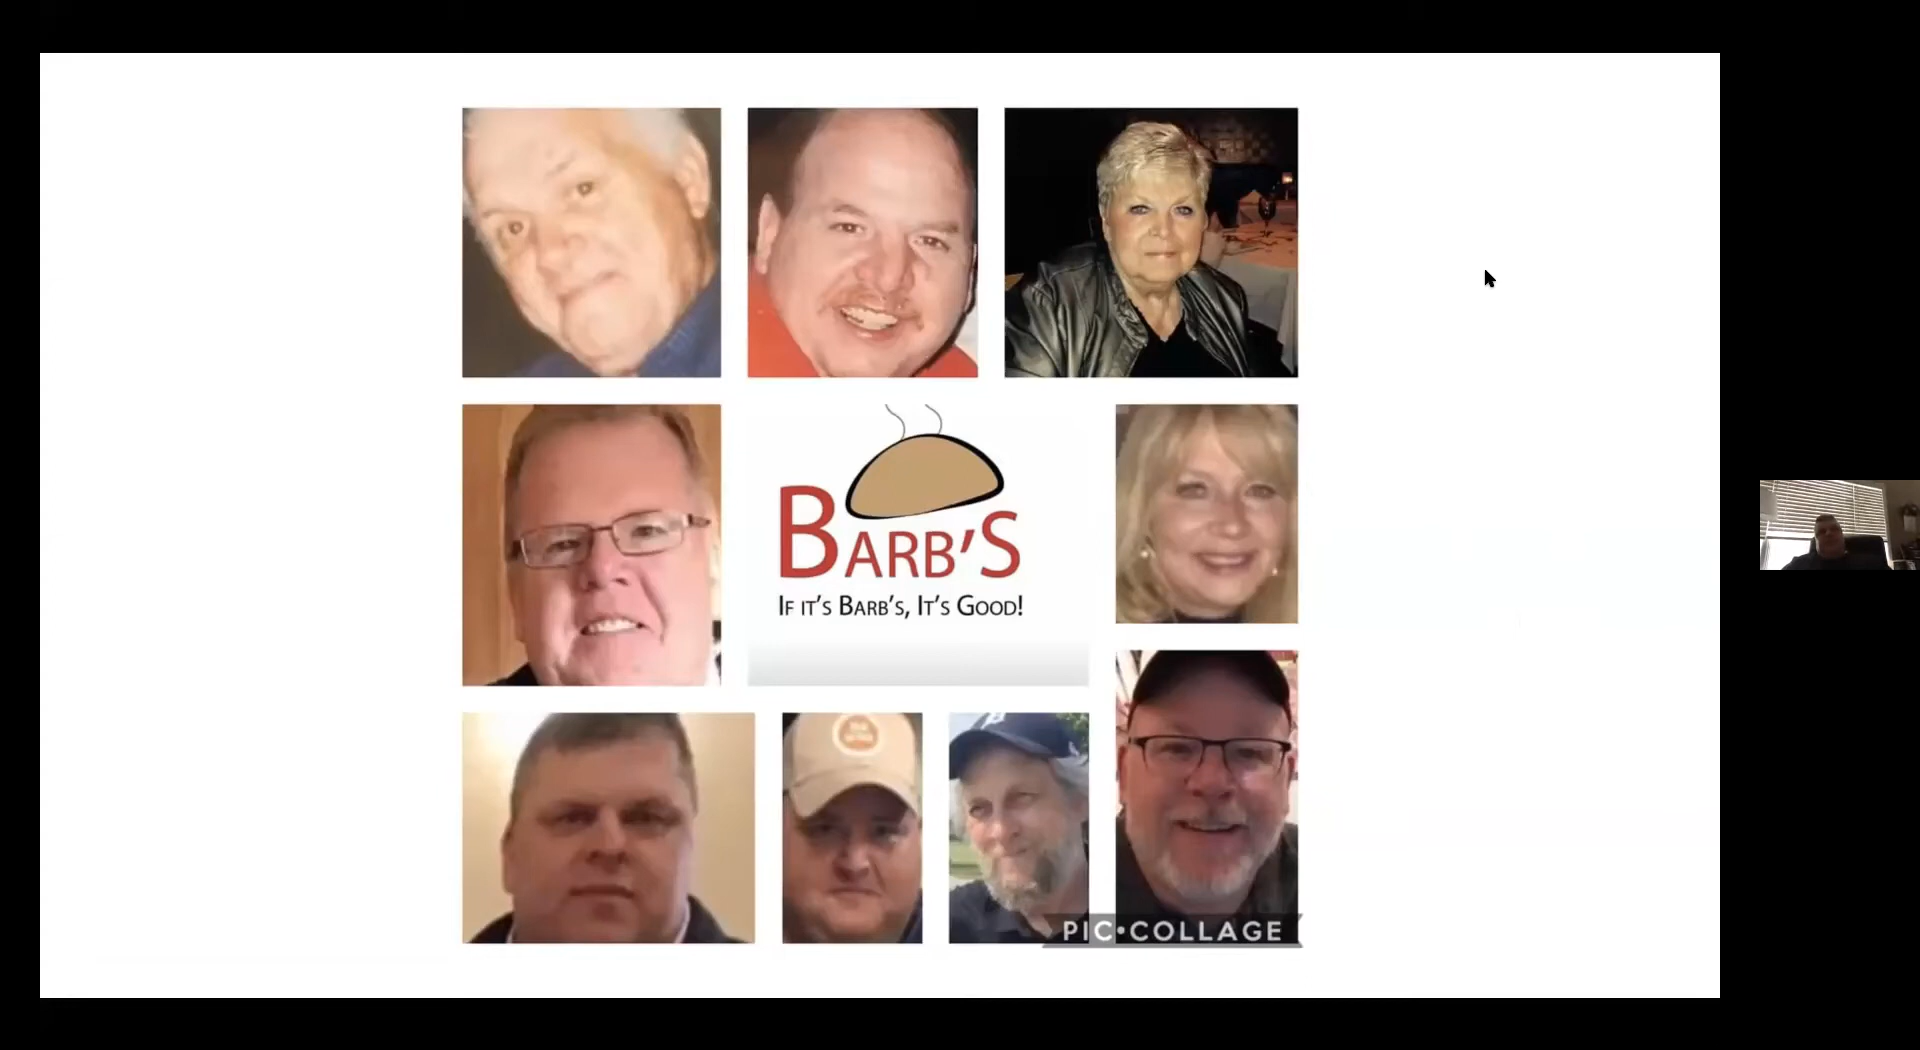 BARB'S
IF IT'S BARB'S, IT'S GOOD!
PIC•COLLAGE